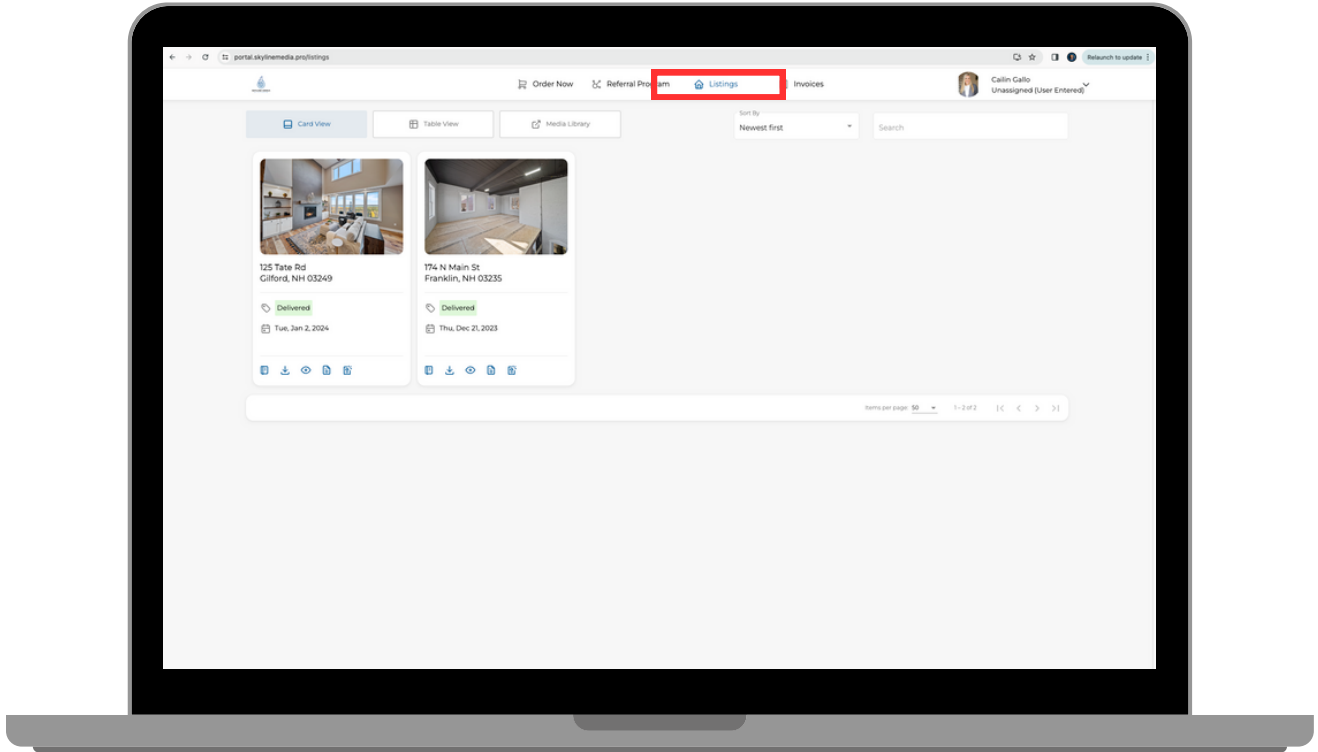 portal.skylinemedia.pro/listings
Relaunch to update
Order Now
Referral Program
Listings
Invoices
Cailin Gallo
Unassigned (User Entered)
Card View
Table View
Media Library
Sort By
Newest first
Search
125 Tate Rd
Gilford, NH 03249
Delivered
Tue, Jan 2, 2024
174 N Main St
Franklin, NH 03235
Delivered
Thu, Dec 21, 2023
Items per page: 50
1 – 2 of 2